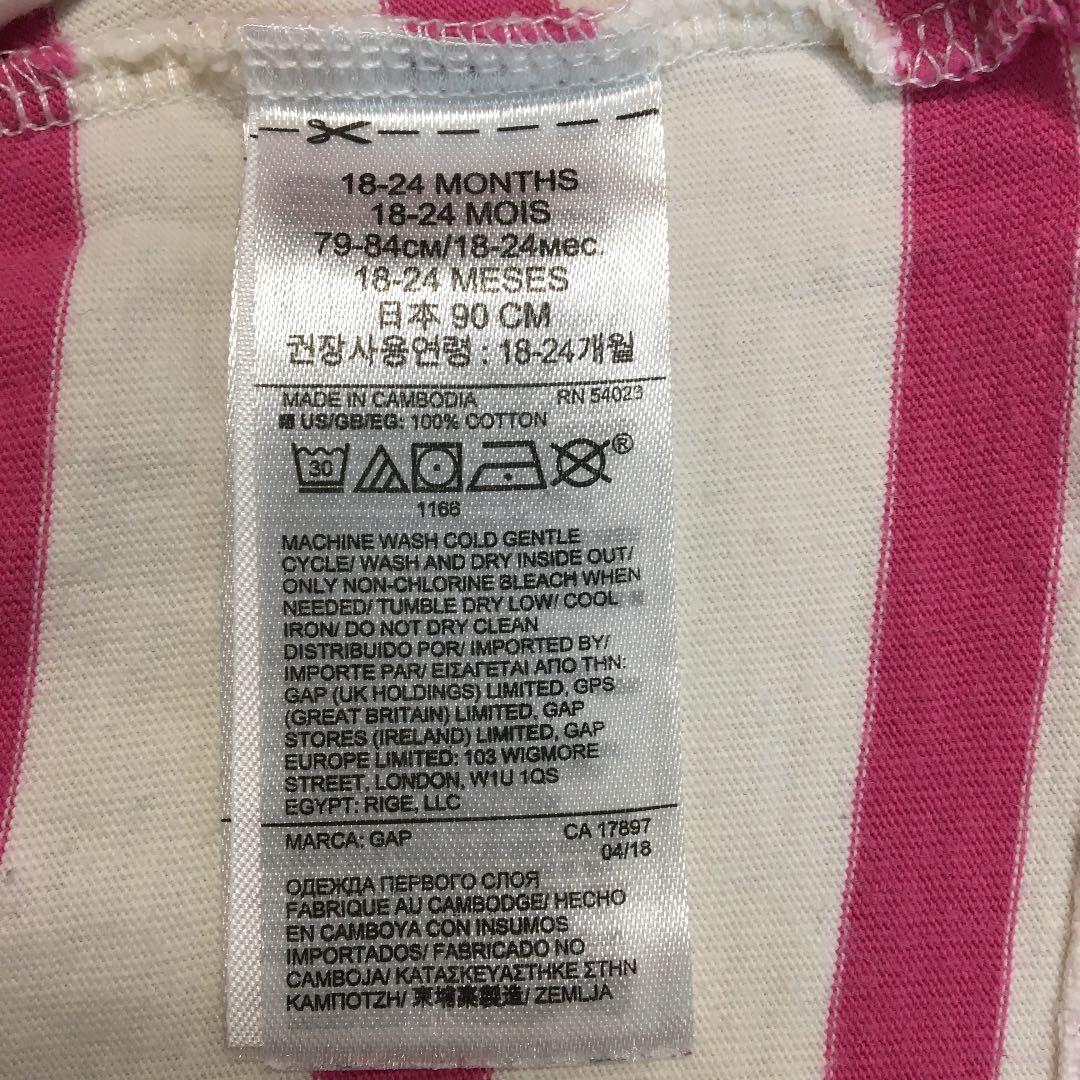 18-24 MONTHS
18-24 MOIS
79-84см/18-24мес.
18-24 MESES
日本 90 CM
권장사용연령 : 18-24개월
MADE IN CAMBODIA RN 54023
US/GB/EG: 100% COTTON
30 ®
1166
MACHINE WASH COLD GENTLE
CYCLE/ WASH AND DRY INSIDE OUT/
ONLY NON-CHLORINE BLEACH WHEN
NEEDED/ TUMBLE DRY LOW/ COOL
IRON/ DO NOT DRY CLEAN
DISTRIBUIDO POR/ IMPORTED BY/
IMPORTE PAR/ ΕΙΣΑΓΕΤΑΙ ΑΠΟ ΤΗΝ:
GAP (UK HOLDINGS) LIMITED, GPS
(GREAT BRITAIN) LIMITED, GAP
STORES (IRELAND) LIMITED, GAP
EUROPE LIMITED: 103 WIGMORE
STREET, LONDON, W1U 1QS
EGYPT: RIGE, LLC
MARCA: GAP CA 17897
04/18
ОДЕЖДА ПЕРВОГО СЛОЯ
FABRIQUE AU CAMBODGE/ HECHO
EN CAMBOYA CON INSUMOS
IMPORTADOS/ FABRICADO NO
CAMBOJA/ ΚΑΤΑΣΚΕΥΑΣΤΗΚΕ ΣΤΗΝ
ΚΑΜΠΟΤΖΗ/ 柬埔寨製造/ ZEMLJA